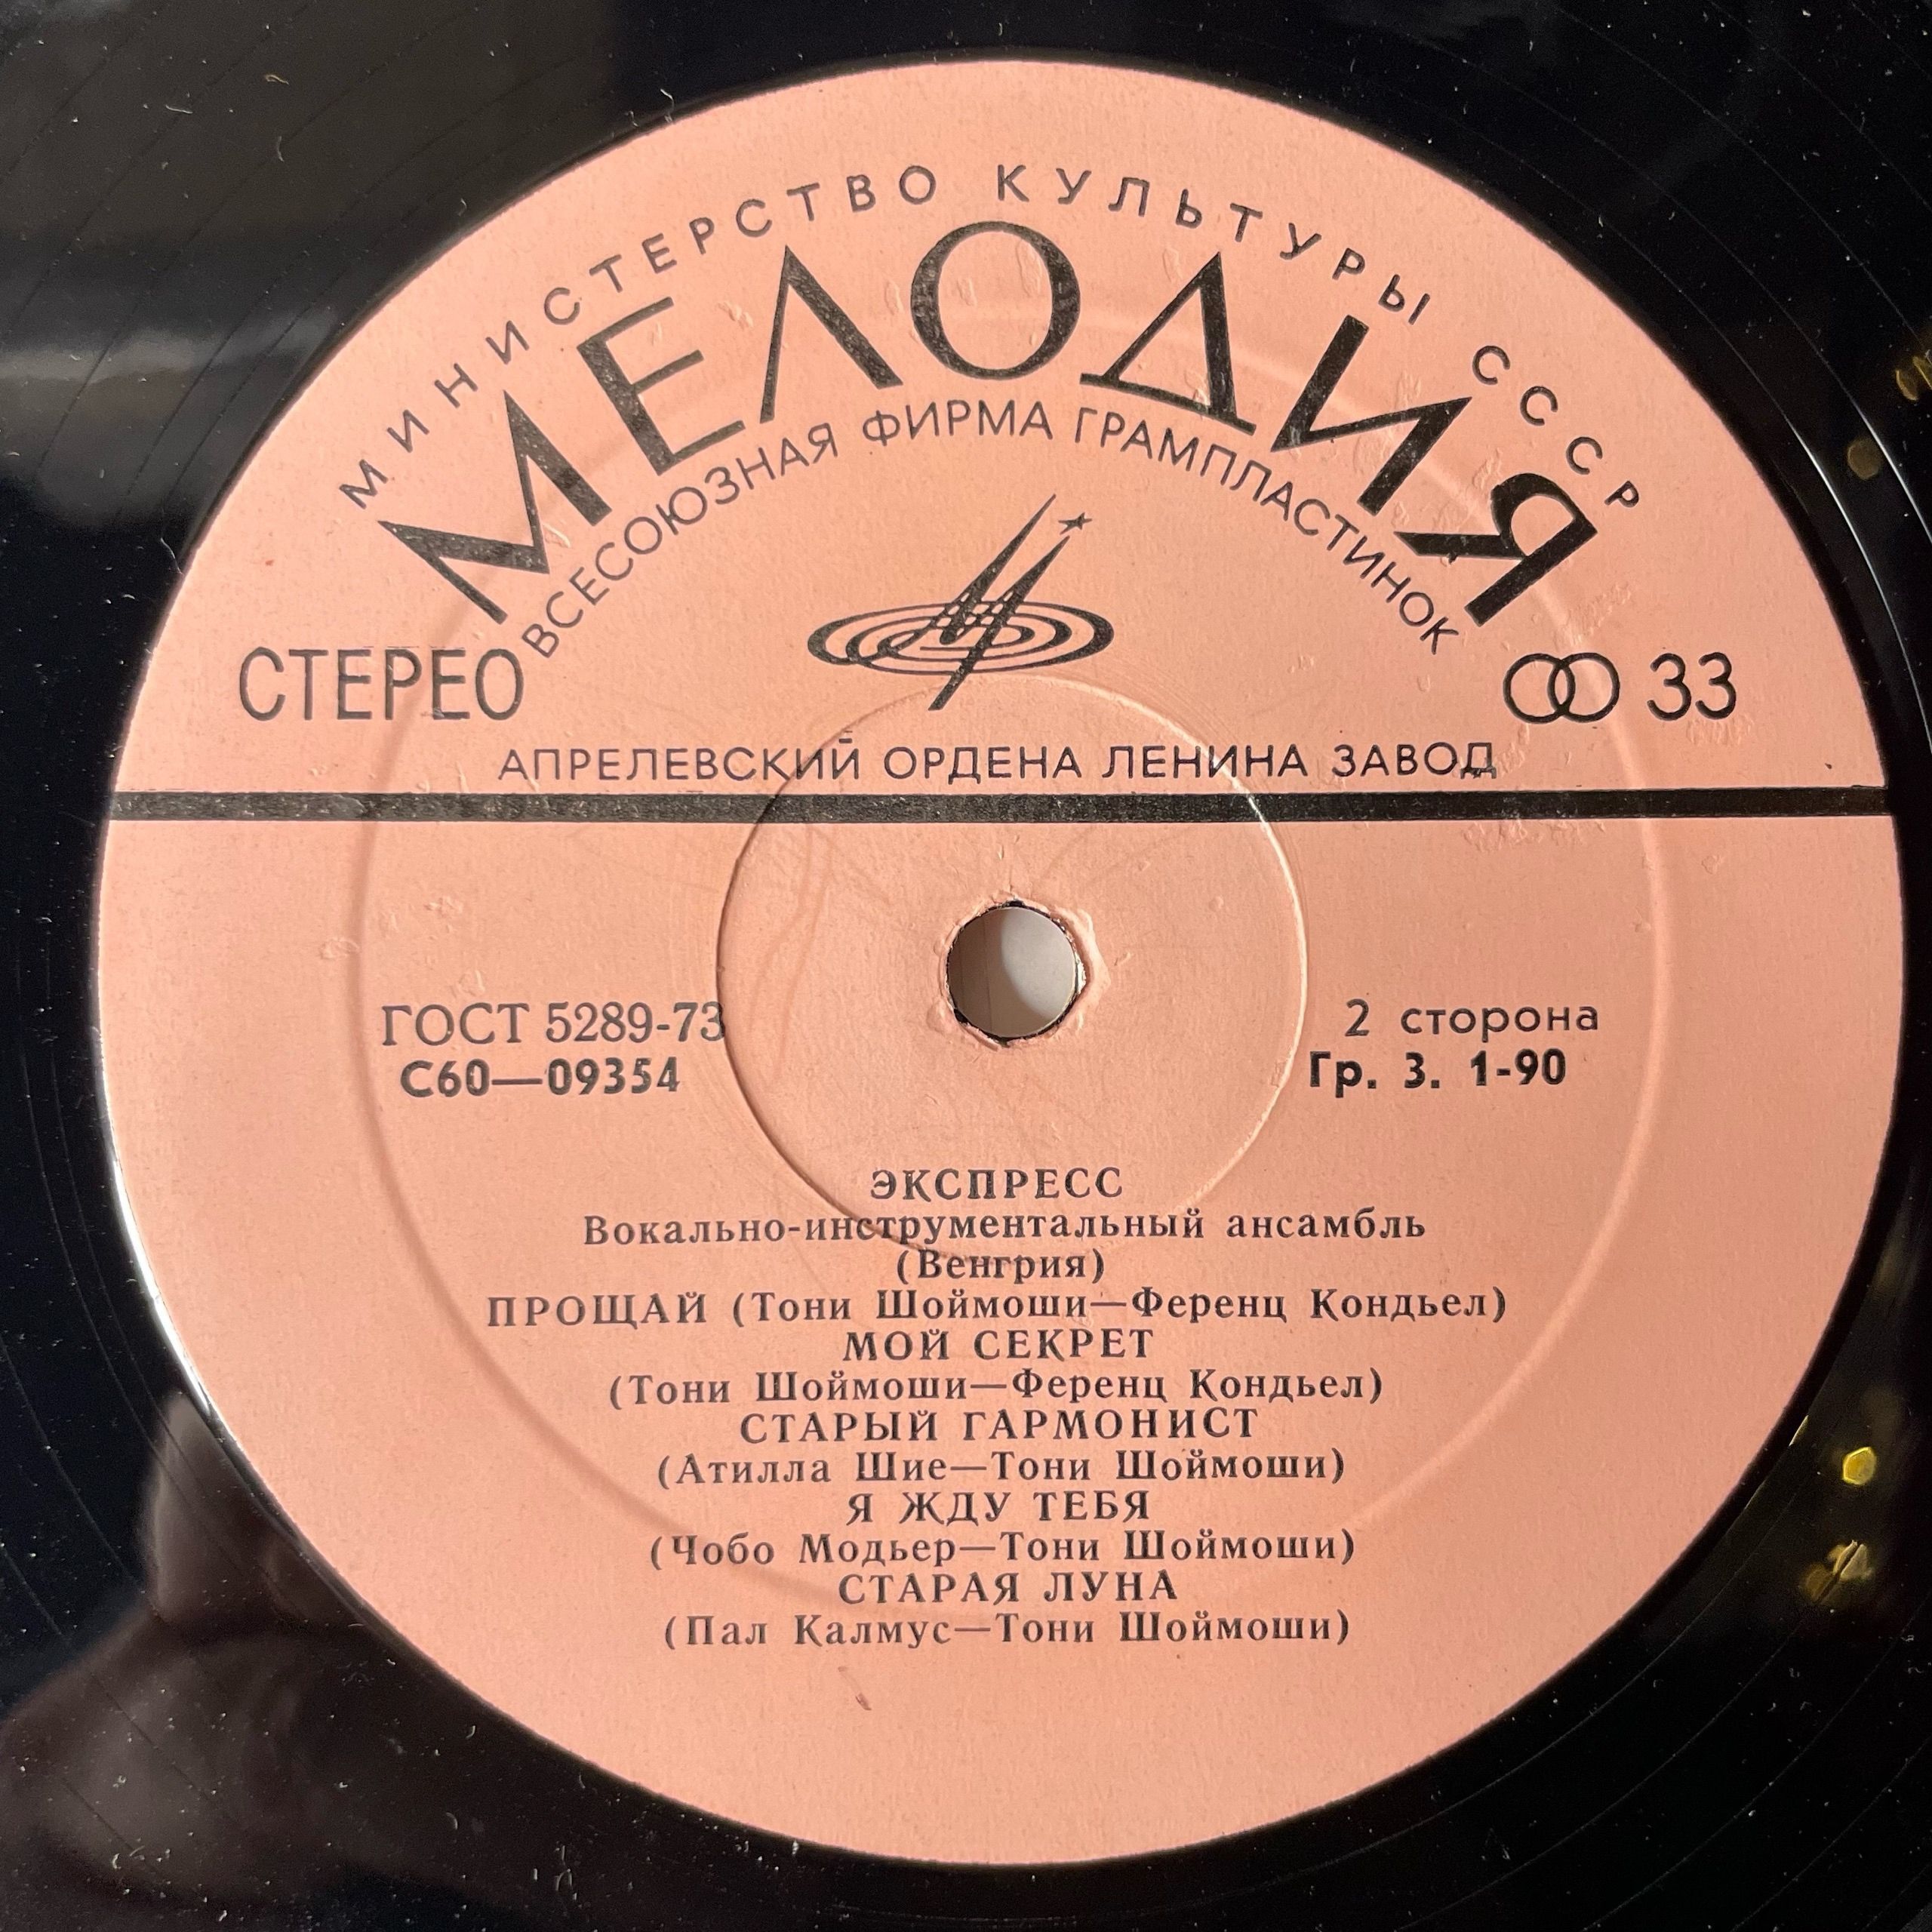 МИНИСТЕРСТВО КУЛЬТУРЫ СССР
МЕЛОДИЯ
ВСЕСОЮЗНАЯ ФИРМА ГРАМПЛАСТИНОК
СТЕРЕО
33
АПРЕЛЕВСКИЙ ОРДЕНА ЛЕНИНА ЗАВОД
ГОСТ 5289-73
2 сторона
С60—09354
Гр. 3. 1-90
ЭКСПРЕСС
Вокально-инструментальный ансамбль
(Венгрия)
ПРОЩАЙ (Тони Шоймоши—Ференц Кондьел)
МОЙ СЕКРЕТ
(Тони Шоймоши—Ференц Кондьел)
СТАРЫЙ ГАРМОНИСТ
(Атилла Шие—Тони Шоймоши)
Я ЖДУ ТЕБЯ
(Чобо Модьер—Тони Шоймоши)
СТАРАЯ ЛУНА
(Пал Калмус—Тони Шоймоши)